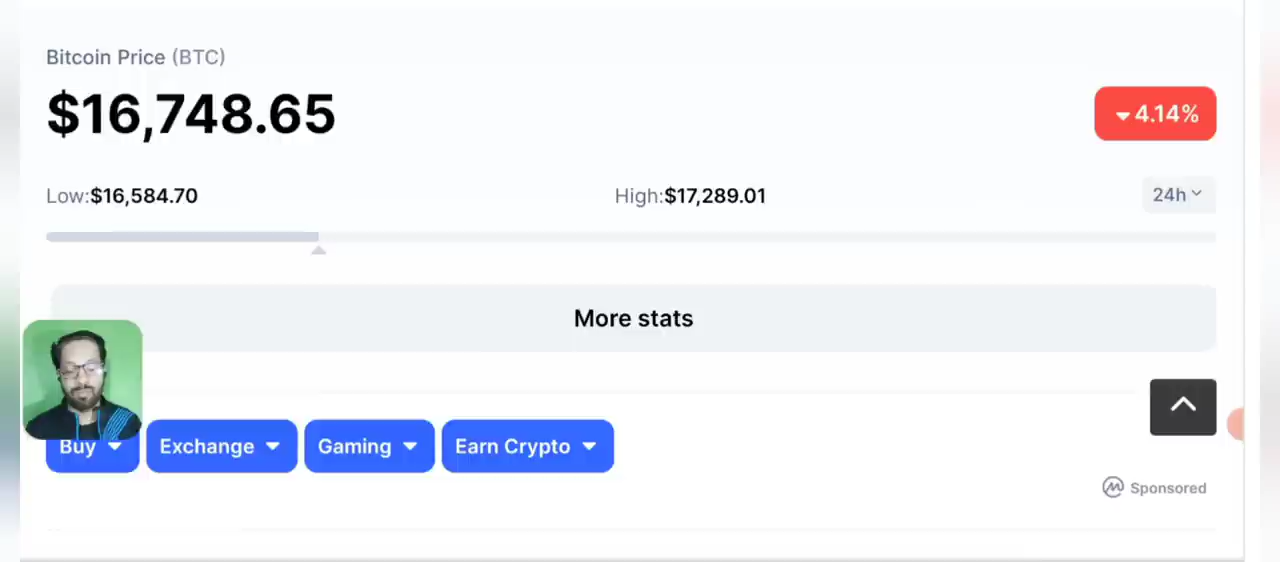 Bitcoin Price (BTC)
$16,748.65
4.14%
Low:$16,584.70 High:$17,289.01 24h
More stats
Buy Exchange Gaming Earn Crypto
Sponsored